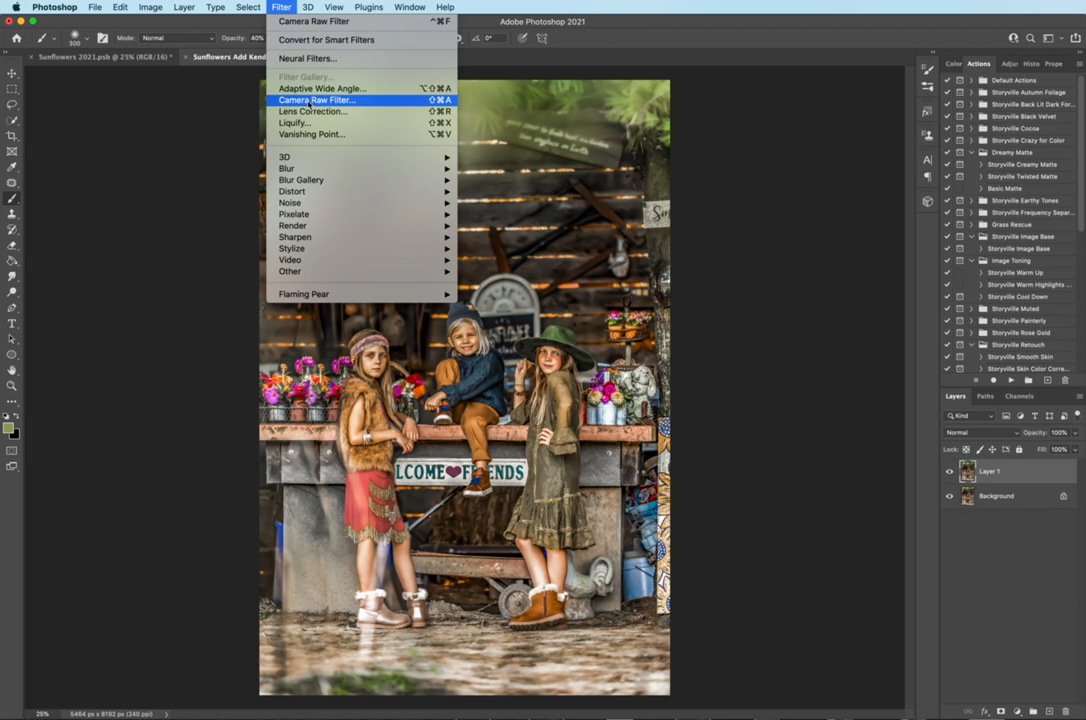 Photoshop File Edit Image Layer Type Select Filter 3D View Plugins Window Help
Adobe Photoshop 2021
300 Mode: Normal Opacity: 40% 0°
Sunflowers 2021.psb @ 25% (RGB/16) * × Sunflowers Add Kend
Camera Raw Filter ^⌘F
Convert for Smart Filters
Neural Filters...
Filter Gallery...
Adaptive Wide Angle... ⌥⇧⌘A
Camera Raw Filter... ⇧⌘A
Lens Correction... ⇧⌘R
Liquify... ⇧⌘X
Vanishing Point... ⌥⌘V
3D
Blur
Blur Gallery
Distort
Noise
Pixelate
Render
Sharpen
Stylize
Video
Other
Flaming Pear
LCOME FRIENDS
Color Actions Adju Histo Prope
Default Actions
Storyville Autumn Foliage
Storyville Back Lit Dark For...
Storyville Black Velvet
Storyville Cocoa
Storyville Crazy for Color
Dreamy Matte
Storyville Creamy Matte
Storyville Twisted Matte
Basic Matte
Storyville Earthy Tones
Storyville Frequency Separ...
Grass Rescue
Storyville Image Base
Storyville Image Base
Image Toning
Storyville Warm Up
Storyville Warm Highlights ...
Storyville Cool Down
Storyville Muted
Storyville Painterly
Storyville Rose Gold
Storyville Retouch
Storyville Smooth Skin
Storyville Skin Color Corre...
Layers Paths Channels
Kind
Normal Opacity: 100%
Lock: Fill: 100%
Layer 1
Background
25% 5464 px x 8192 px (240 ppi)